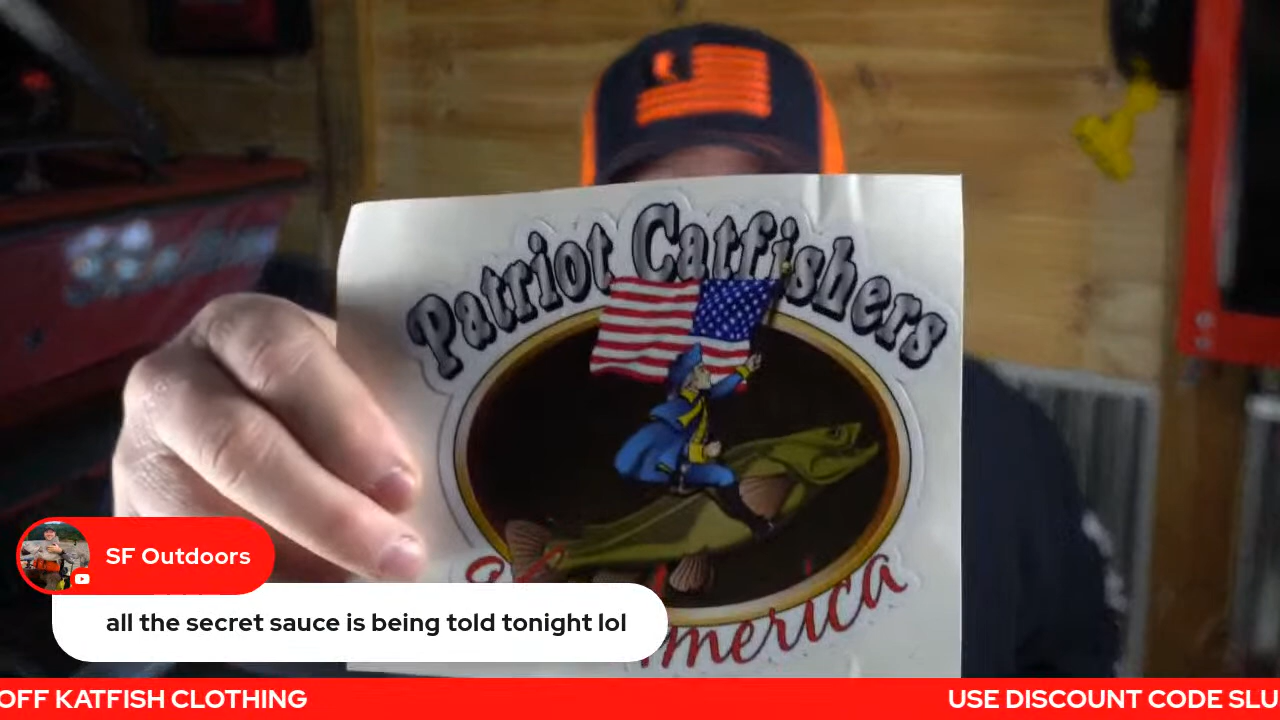 Patriot Catfishers
merica
SF Outdoors
all the secret sauce is being told tonight lol
OFF KATFISH CLOTHING
USE DISCOUNT CODE SLU